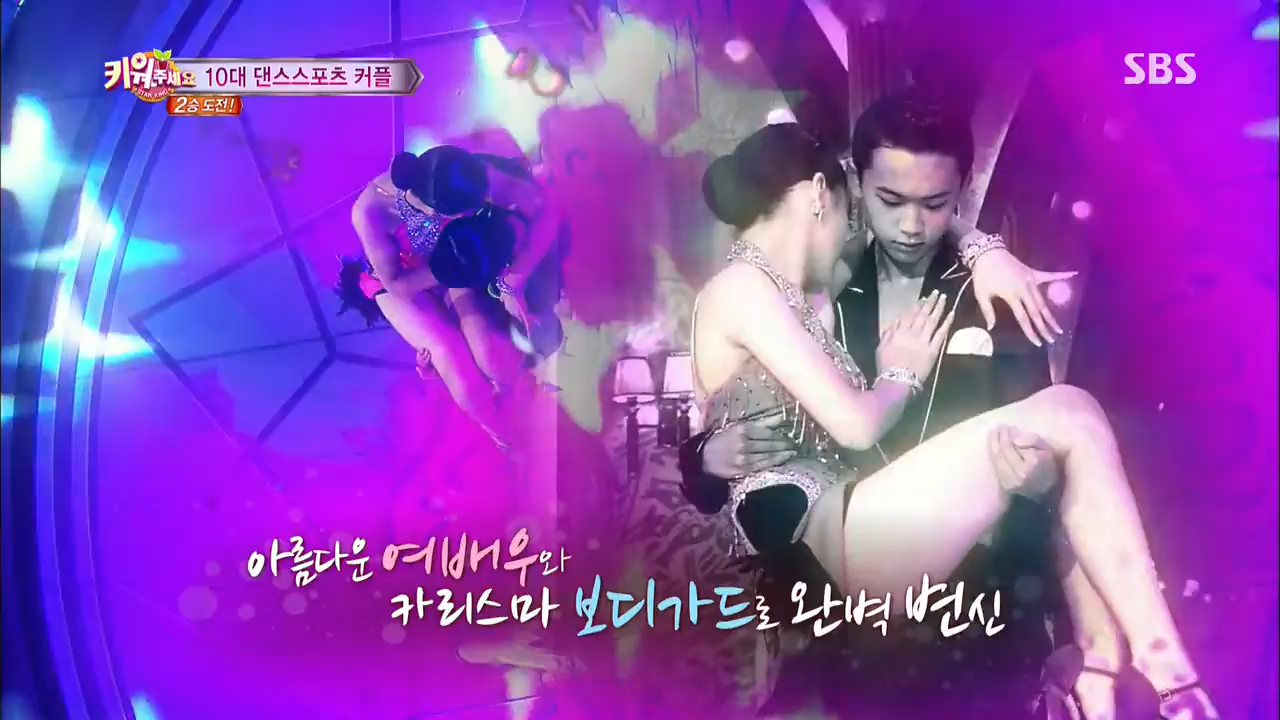 키워주세요 10대 댄스스포츠 커플
STAR KING
2승 도전!
SBS
아름다운 여배우와
카리스마 보디가드로 완벽 변신